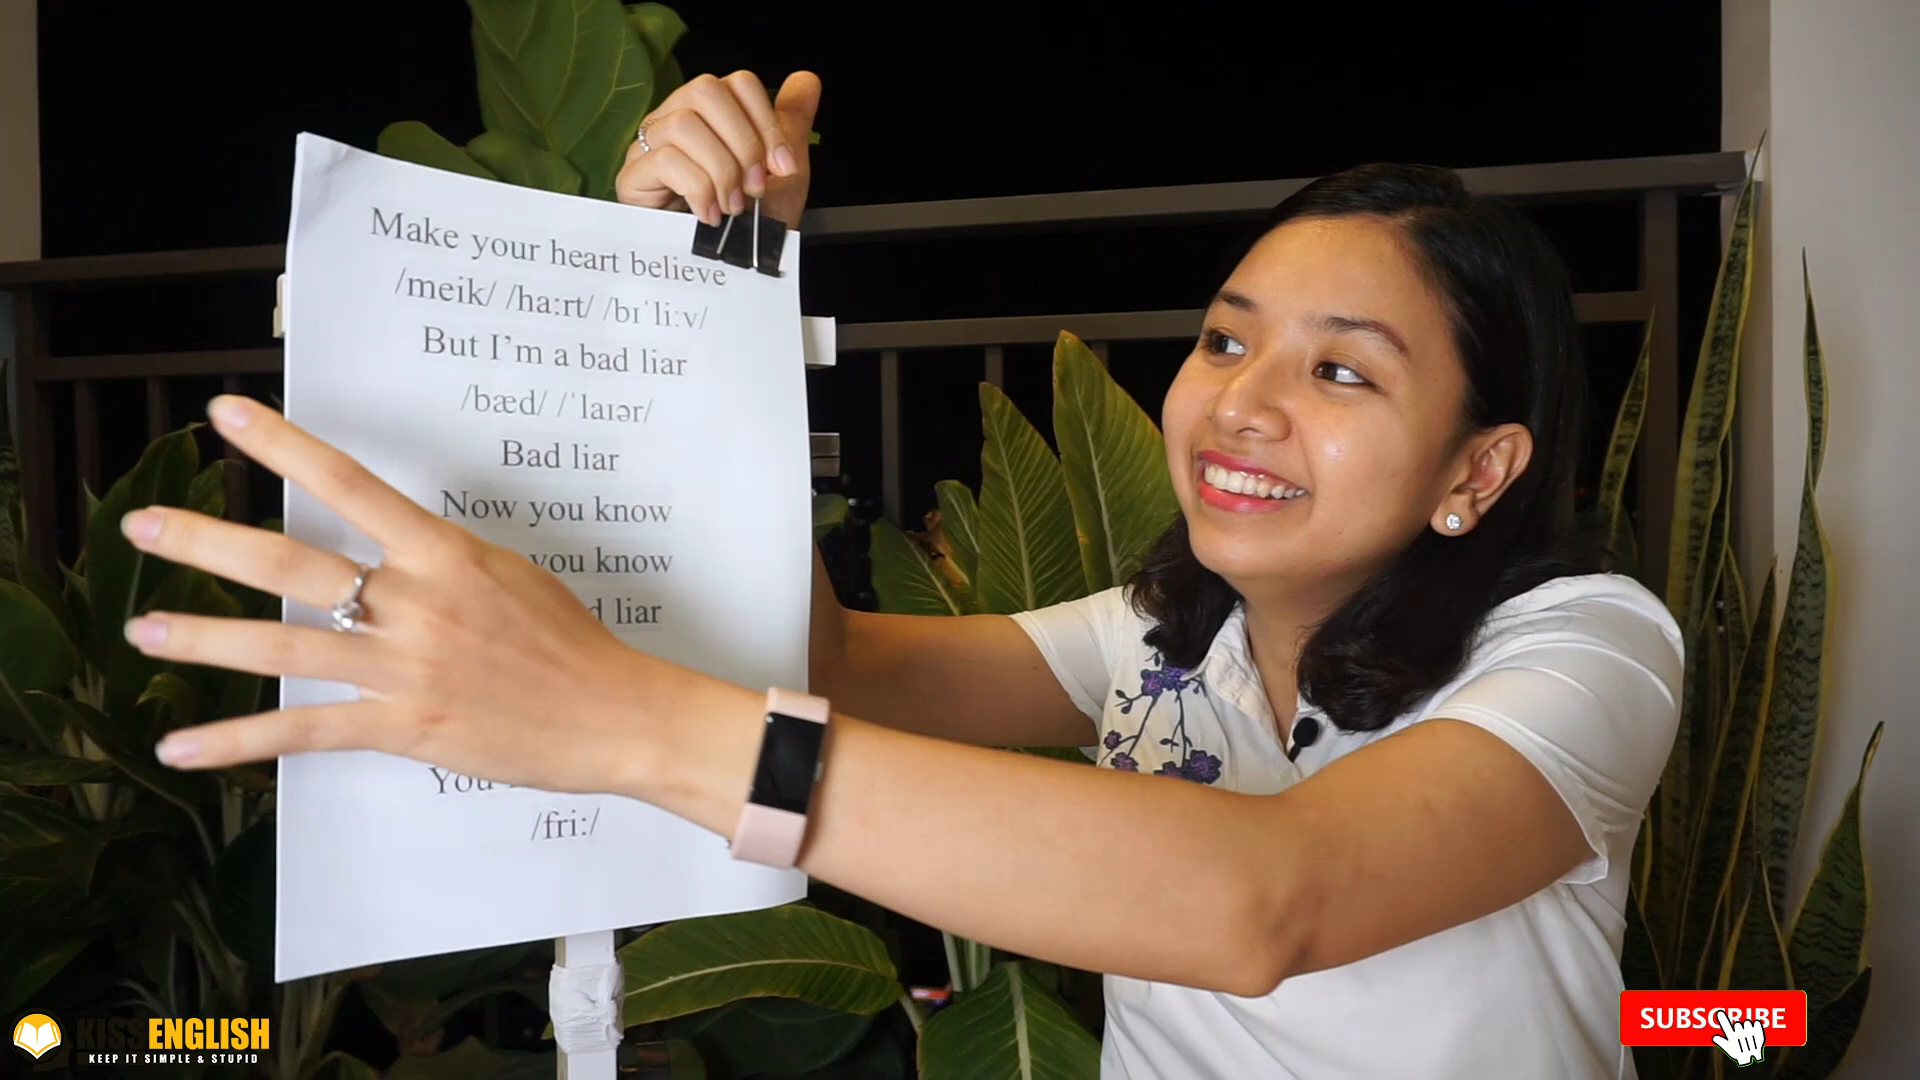 Make your heart believe
/meik/ /ha:rt/ /bɪˈli:v/
But I’m a bad liar
/bæd/ /ˈlaɪər/
Bad liar
Now you know
you know
liar
You
/fri:/
KISS ENGLISH
KEEP IT SIMPLE & STUPID
SUBSCRIBE